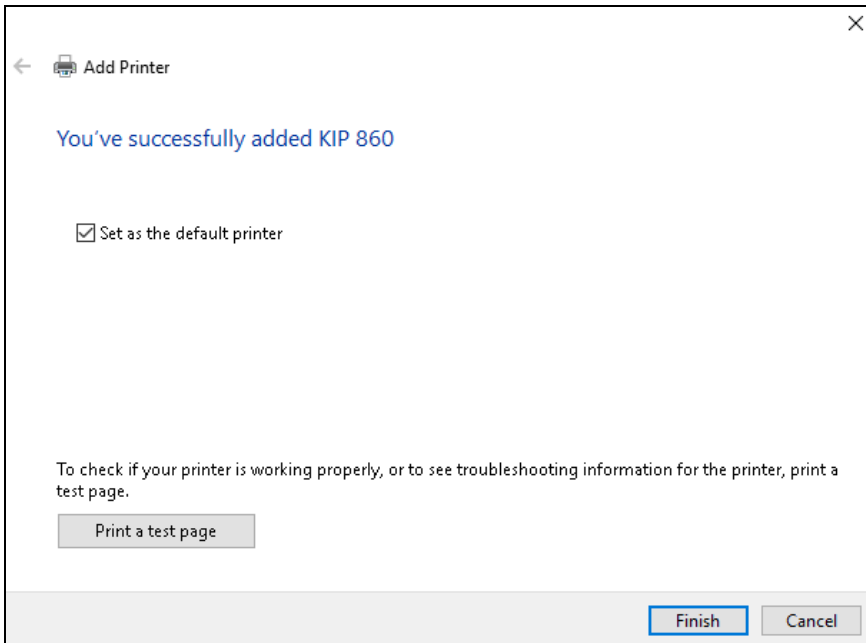 Add Printer
You've successfully added KIP 860
Set as the default printer
To check if your printer is working properly, or to see troubleshooting information for the printer, print a
test page.
Print a test page
Finish Cancel